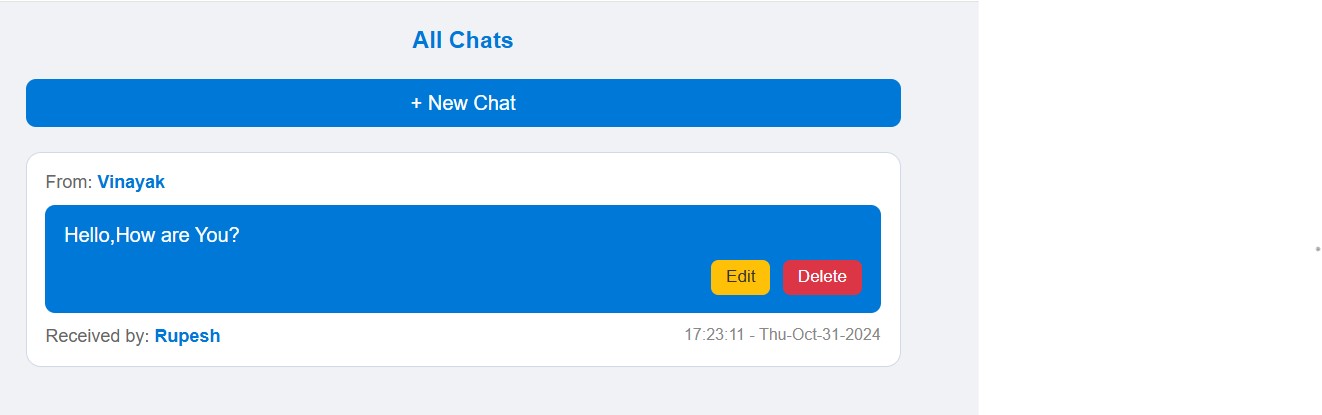 All Chats
+ New Chat
From: Vinayak
Hello,How are You?
Edit Delete
Received by: Rupesh 17:23:11 - Thu-Oct-31-2024